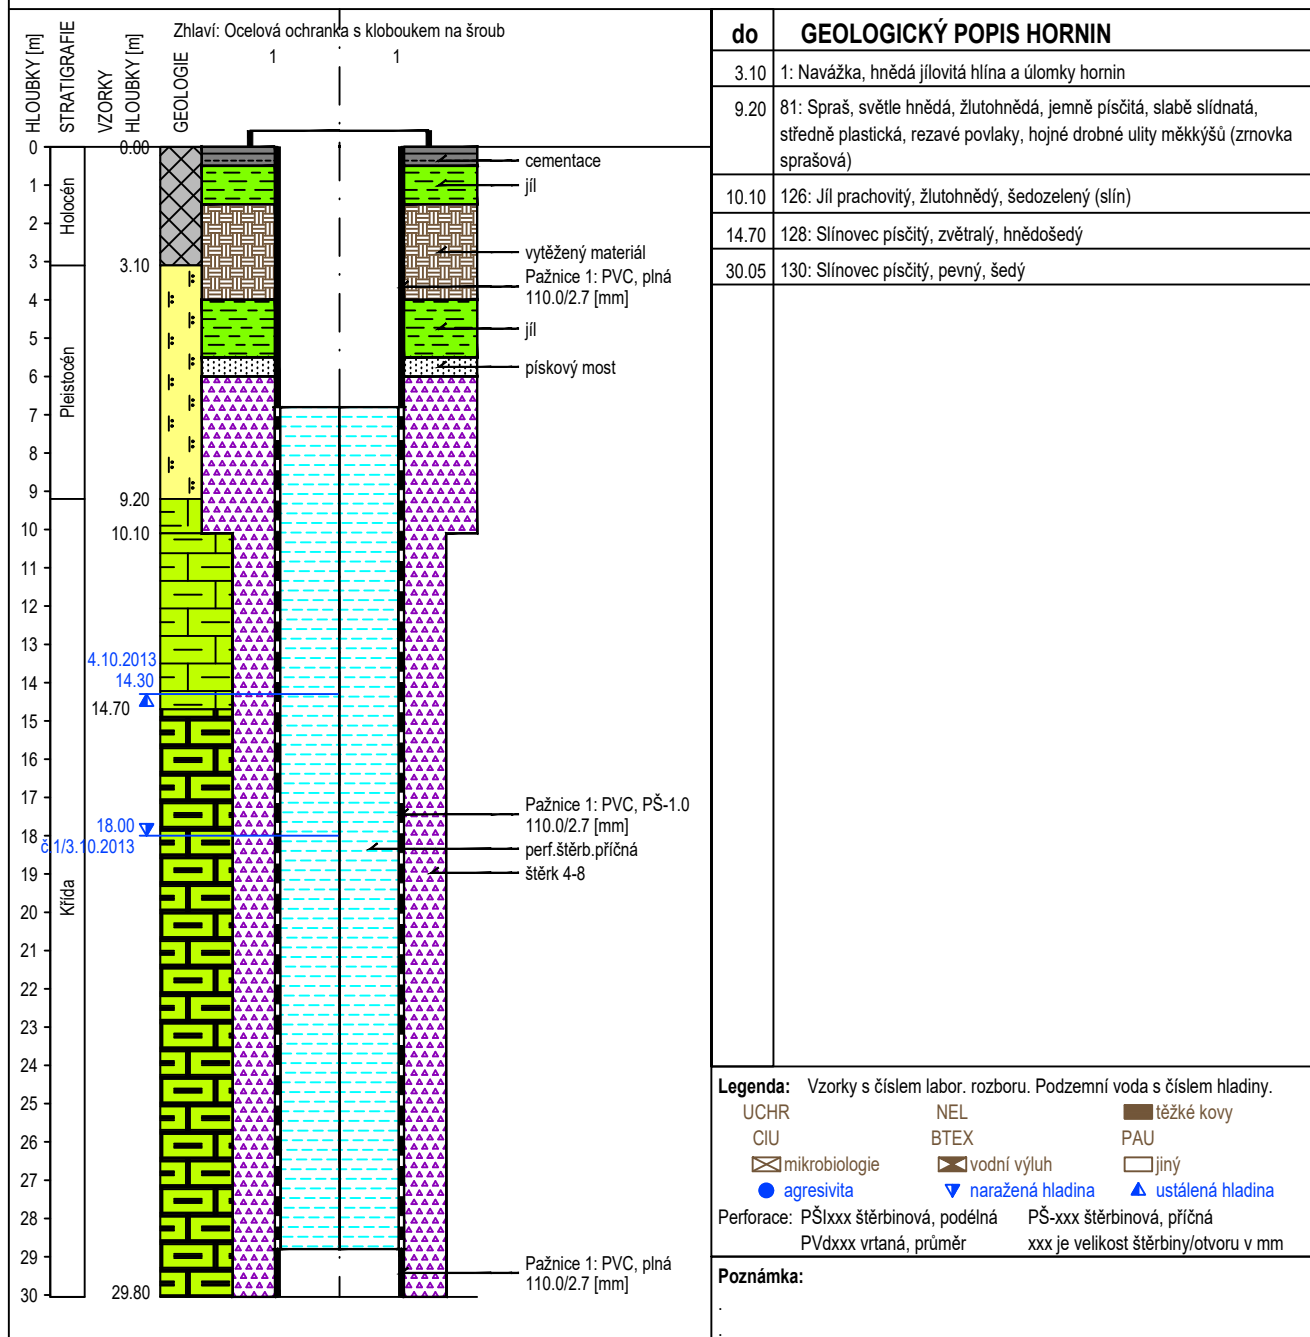 HLOUBKY [m]
STRATIGRAFIE
VZORKY
HLOUBKY [m]
GEOLOGIE
Zhlaví: Ocelová ochranka s kloboukem na šroub
1 1
0
1
2
3
4
5
6
7
8
9
10
11
12
13
14
15
16
17
18
19
20
21
22
23
24
25
26
27
28
29
30
Holocén
Pleistocén
Křída
0.00
3.10
9.20
10.10
4.10.2013
14.30
14.70
18.00
č.1/3.10.2013
29.80
cementace
jíl
vytěžený materiál
Pažnice 1: PVC, plná
110.0/2.7 [mm]
jíl
pískový most
Pažnice 1: PVC, PŠ-1.0
110.0/2.7 [mm]
perf.štěrb.příčná
štěrk 4-8
Pažnice 1: PVC, plná
110.0/2.7 [mm]
do GEOLOGICKÝ POPIS HORNIN
3.10 1: Navážka, hnědá jílovitá hlína a úlomky hornin
9.20 81: Spraš, světle hnědá, žlutohnědá, jemně písčitá, slabě slídnatá,
středně plastická, rezavé povlaky, hojné drobné ulity měkkýšů (zrnovka
sprašová)
10.10 126: Jíl prachovitý, žlutohnědý, šedozelený (slín)
14.70 128: Slínovec písčitý, zvětralý, hnědošedý
30.05 130: Slínovec písčitý, pevný, šedý
Legenda: Vzorky s číslem labor. rozboru. Podzemní voda s číslem hladiny.
UCHR NEL těžké kovy
ClU BTEX PAU
mikrobiologie vodní výluh jiný
agresivita naražená hladina ustálená hladina
Perforace: PŠlxxx štěrbinová, podélná PŠ-xxx štěrbinová, příčná
PVdxxx vrtaná, průměr xxx je velikost štěrbiny/otvoru v mm
Poznámka:
.
.